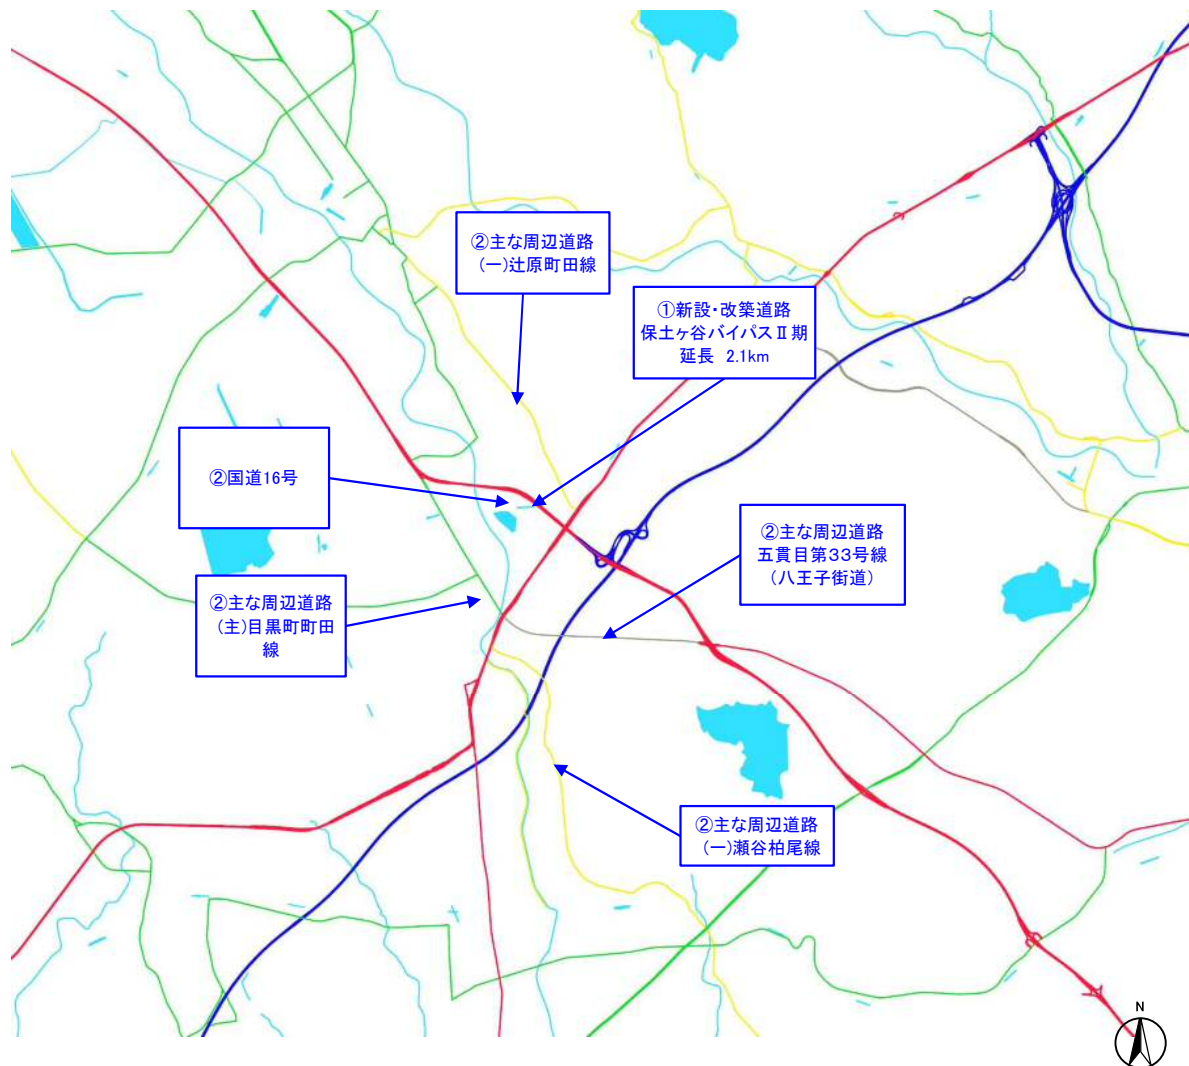 ②主な周辺道路
(一)辻原町田線
①新設・改築道路
保土ヶ谷バイパスⅡ期
延長 2.1km
②国道16号
②主な周辺道路
五貫目第33号線
(八王子街道)
②主な周辺道路
(主)目黒町町田
線
②主な周辺道路
(一)瀬谷柏尾線
N